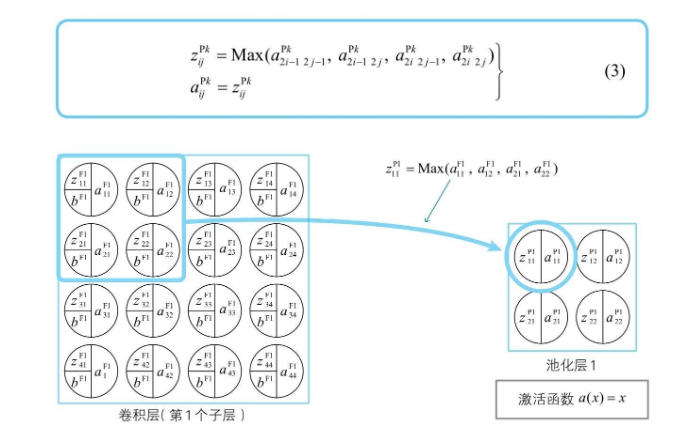 z_{ij}^{Pk} = Max(a_{2i-1 2j-1}^{Pk}, a_{2i-1 2j}^{Pk}, a_{2i 2j-1}^{Pk}, a_{2i 2j}^{Pk})
a_{ij}^{Pk} = z_{ij}^{Pk}
(3)
z_{11}^{P1} = Max(a_{11}^{F1}, a_{12}^{F1}, a_{21}^{F1}, a_{22}^{F1})
z_{11}^{F1} b^{F1} a_{11}^{F1} z_{12}^{F1} b^{F1} a_{12}^{F1} z_{13}^{F1} b^{F1} a_{13}^{F1} z_{14}^{F1} b^{F1} a_{14}^{F1}
z_{21}^{F1} b^{F1} a_{21}^{F1} z_{22}^{F1} b^{F1} a_{22}^{F1} z_{23}^{F1} b^{F1} a_{23}^{F1} z_{24}^{F1} b^{F1} a_{24}^{F1}
z_{31}^{F1} b^{F1} a_{31}^{F1} z_{32}^{F1} b^{F1} a_{32}^{F1} z_{33}^{F1} b^{F1} a_{33}^{F1} z_{34}^{F1} b^{F1} a_{34}^{F1}
z_{41}^{F1} b^{F1} a_{1}^{F1} z_{42}^{F1} b^{F1} a_{42}^{F1} z_{43}^{F1} b^{F1} a_{43}^{F1} z_{44}^{F1} b^{F1} a_{44}^{F1}
卷积层( 第1个子层 )
z_{11}^{P1} a_{11}^{P1} z_{12}^{P1} a_{12}^{P1}
z_{21}^{P1} a_{21}^{P1} z_{22}^{P1} a_{22}^{P1}
池化层1
激活函数 a(x) = x